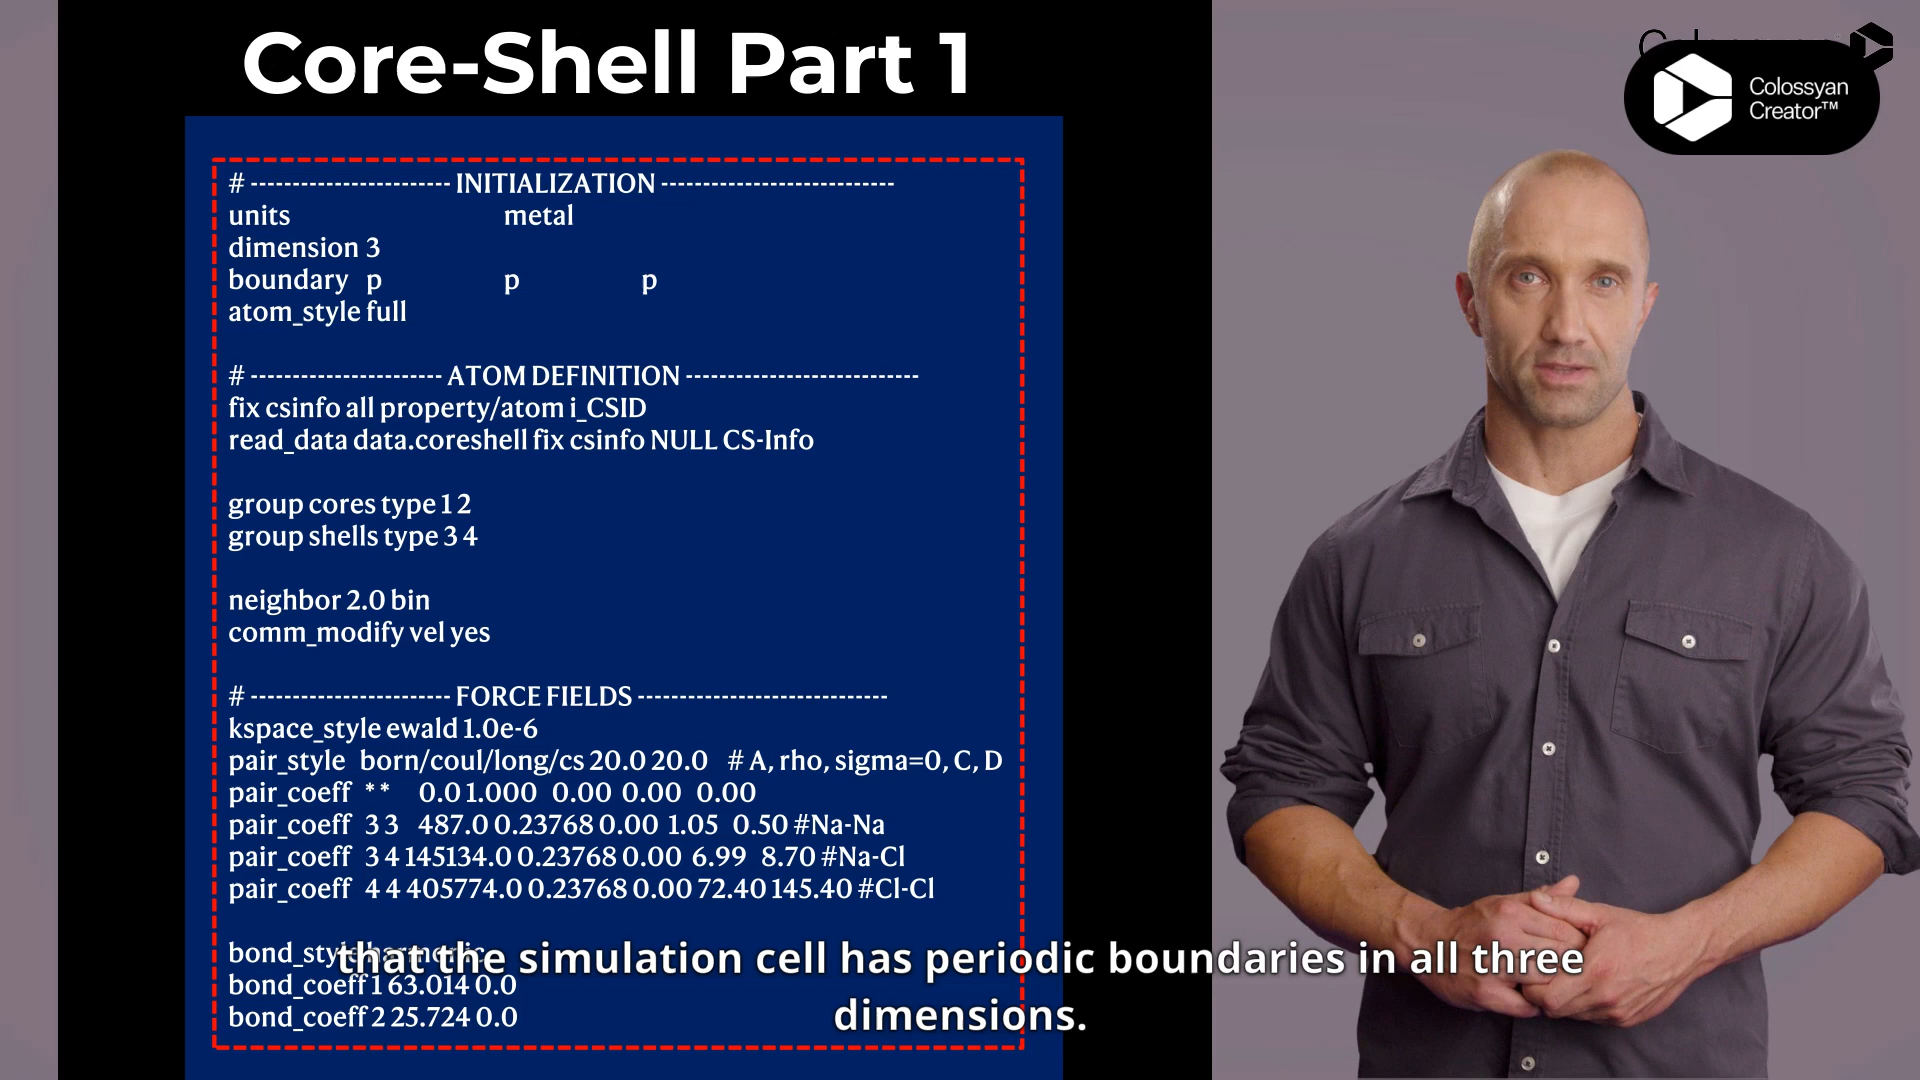 Core-Shell Part 1
Colossyan
Creator™
# ------------------------ INITIALIZATION ----------------------------
units metal
dimension 3
boundary p p p
atom_style full
# ----------------------- ATOM DEFINITION ----------------------------
fix csinfo all property/atom i_CSID
read_data data.coreshell fix csinfo NULL CS-Info
group cores type 1 2
group shells type 3 4
neighbor 2.0 bin
comm_modify vel yes
# ------------------------ FORCE FIELDS ------------------------------
kspace_style ewald 1.0e-6
pair_style born/coul/long/cs 20.0 20.0 # A, rho, sigma=0, C, D
pair_coeff * * 0.0 1.000 0.00 0.00 0.00
pair_coeff 3 3 487.0 0.23768 0.00 1.05 0.50 #Na-Na
pair_coeff 3 4 145134.0 0.23768 0.00 6.99 8.70 #Na-Cl
pair_coeff 4 4 405774.0 0.23768 0.00 72.40 145.40 #Cl-Cl
bond_style harmonic
bond_coeff 1 63.014 0.0
bond_coeff 2 25.724 0.0
that the simulation cell has periodic boundaries in all three
dimensions.